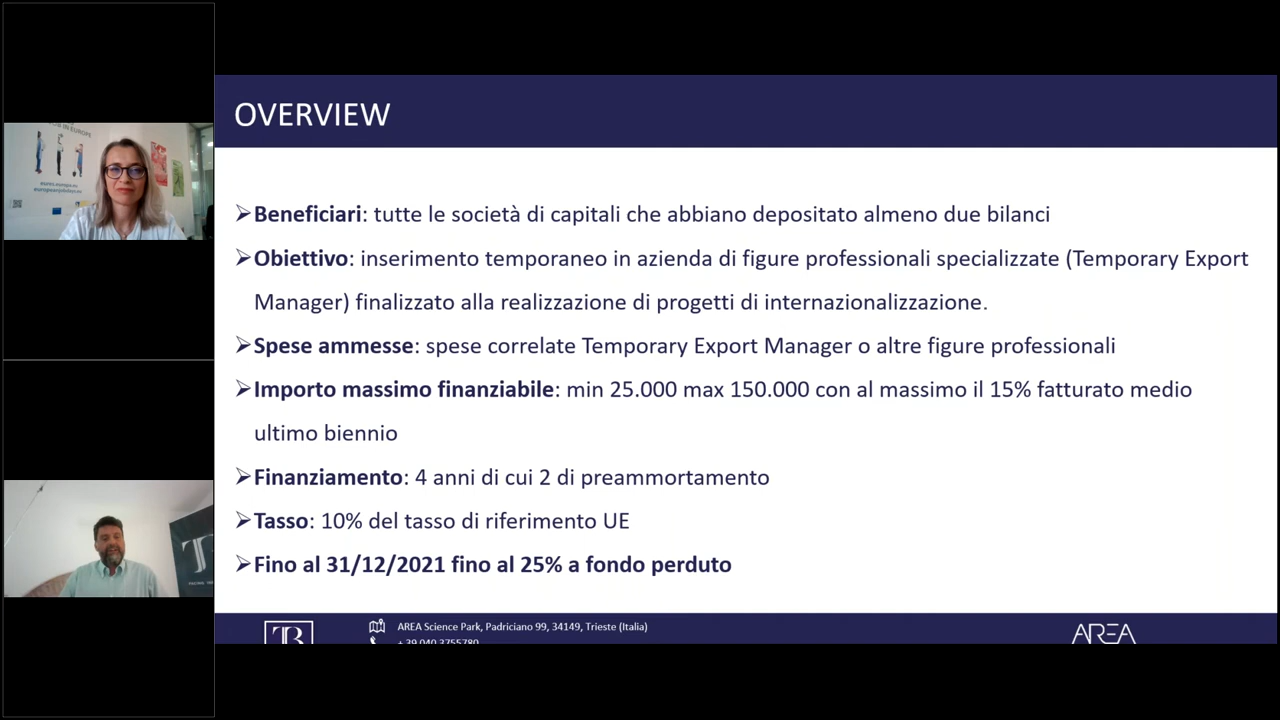 OVERVIEW
➢Beneficiari: tutte le società di capitali che abbiano depositato almeno due bilanci
➢Obiettivo: inserimento temporaneo in azienda di figure professionali specializzate (Temporary Export
Manager) finalizzato alla realizzazione di progetti di internazionalizzazione.
➢Spese ammesse: spese correlate Temporary Export Manager o altre figure professionali
➢Importo massimo finanziabile: min 25.000 max 150.000 con al massimo il 15% fatturato medio
ultimo biennio
➢Finanziamento: 4 anni di cui 2 di preammortamento
➢Tasso: 10% del tasso di riferimento UE
➢Fino al 31/12/2021 fino al 25% a fondo perduto
AREA Science Park, Padriciano 99, 34149, Trieste (Italia)
+ 39 040 3755780
AREA
IN EUROPE
eures.europa.eu